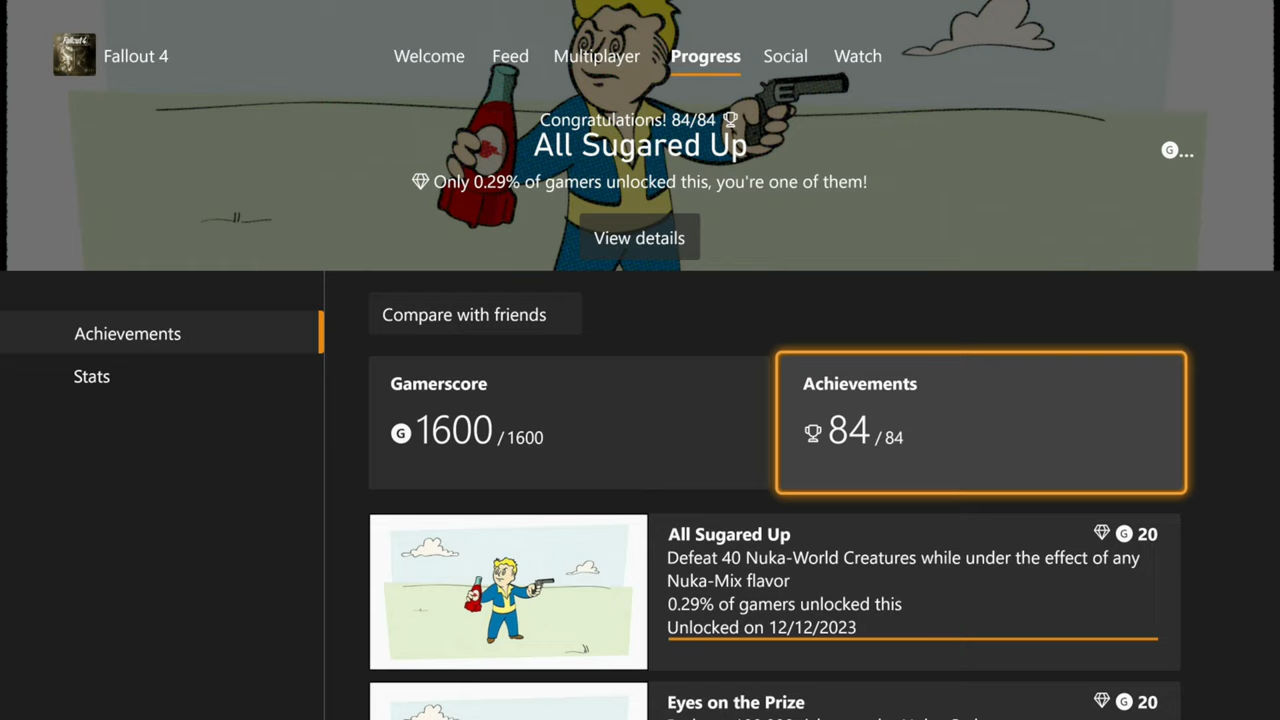 Fallout 4
Welcome
Feed
Multiplayer
Progress
Social
Watch
Congratulations! 84/84
All Sugared Up
Only 0.29% of gamers unlocked this, you're one of them!
G...
View details
Achievements
Stats
Compare with friends
Gamerscore
G 1600 / 1600
Achievements
84 / 84
All Sugared Up
G 20
Defeat 40 Nuka-World Creatures while under the effect of any
Nuka-Mix flavor
0.29% of gamers unlocked this
Unlocked on 12/12/2023
Eyes on the Prize
G 20